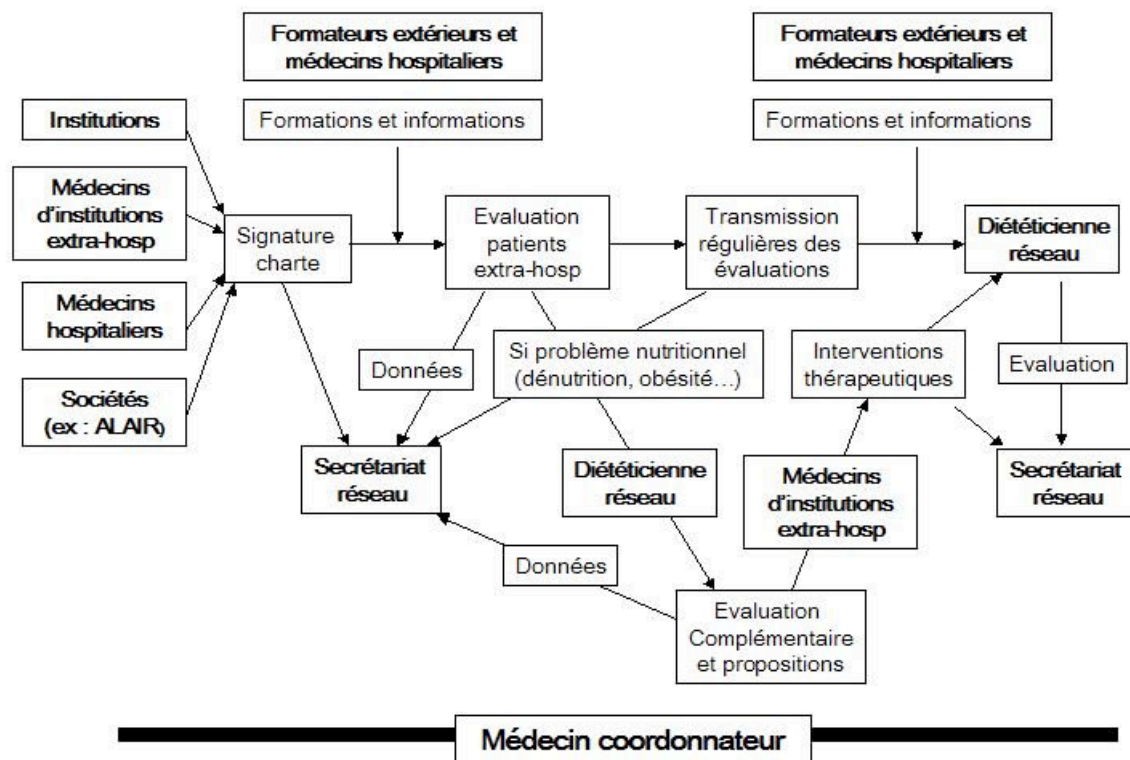 Formateurs extérieurs et
médecins hospitaliers
Formateurs extérieurs et
médecins hospitaliers
Institutions
Formations et informations
Formations et informations
Médecins
d'institutions
extra-hosp
Signature
charte
Evaluation
patients
extra-hosp
Transmission
régulières des
évaluations
Diététicienne
réseau
Médecins
hospitaliers
Données
Si problème nutritionnel
(dénutrition, obésité…)
Interventions
thérapeutiques
Evaluation
Sociétés
(ex : ALAIR)
Secrétariat
réseau
Diététicienne
réseau
Médecins
d'institutions
extra-hosp
Secrétariat
réseau
Données
Evaluation
Complémentaire
et propositions
Médecin coordonnateur